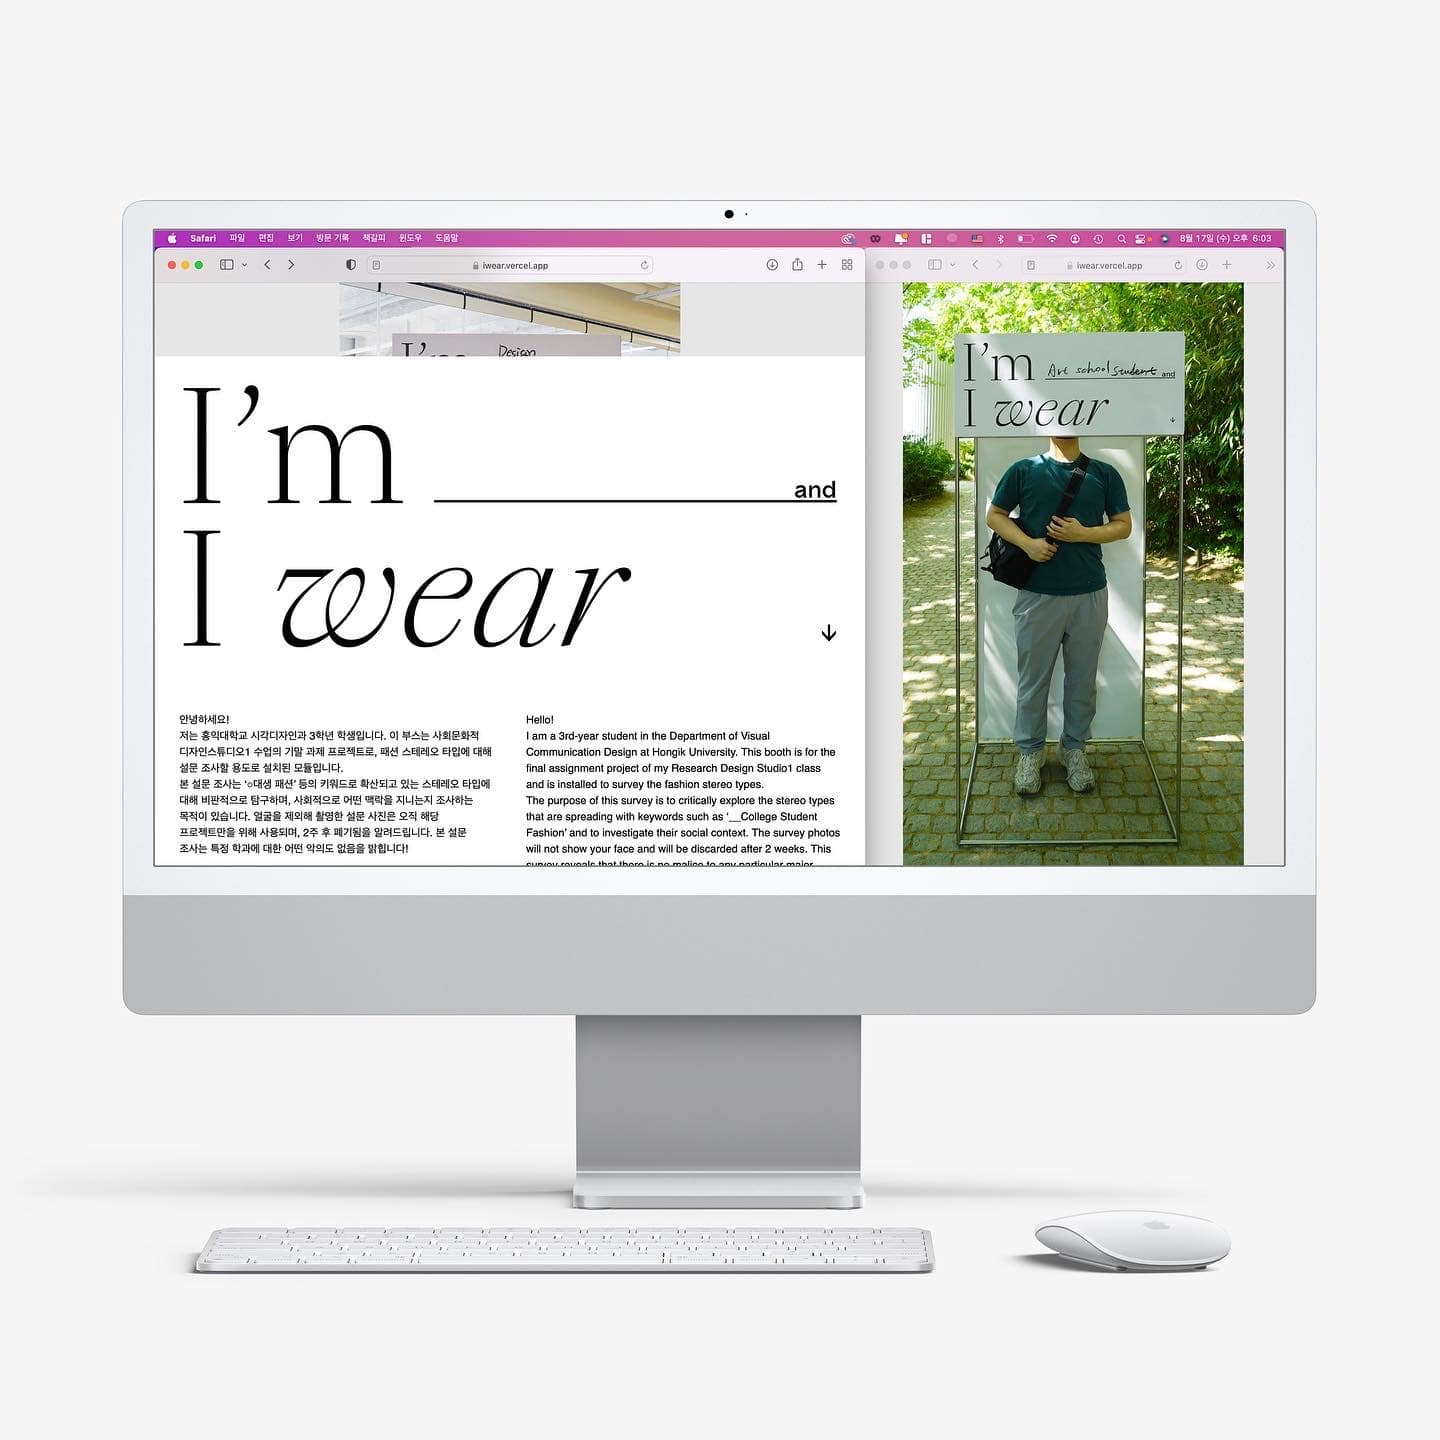 Safari 파일 편집 보기 방문 기록 책갈피 윈도우 도움말
8월 17일 (수) 오후 6:03
iwear.vercel.app
Design
I'm
I'm and
I wear
↓
안녕하세요!
저는 홍익대학교 시각디자인과 3학년 학생입니다. 이 부스는 사회문화적
디자인스튜디오1 수업의 기말 과제 프로젝트로, 패션 스테레오 타입에 대해
설문 조사할 용도로 설치된 모듈입니다.
본 설문 조사는 ‘○대생 패션’ 등의 키워드로 확산되고 있는 스테레오 타입에
대해 비판적으로 탐구하며, 사회적으로 어떤 맥락을 지니는지 조사하는
목적이 있습니다. 얼굴을 제외해 촬영한 설문 사진은 오직 해당
프로젝트만을 위해 사용되며, 2주 후 폐기됨을 알려드립니다. 본 설문
조사는 특정 학과에 대한 어떤 악의도 없음을 밝힙니다!
Hello!
I am a 3rd-year student in the Department of Visual
Communication Design at Hongik University. This booth is for the
final assignment project of my Research Design Studio1 class
and is installed to survey the fashion stereo types.
The purpose of this survey is to critically explore the stereo types
that are spreading with keywords such as ‘__College Student
Fashion’ and to investigate their social context. The survey photos
will not show your face and will be discarded after 2 weeks. This
survey reveals that there is no malice to any particular major
iwear.vercel.app
I'm Art school student and
I wear
↓